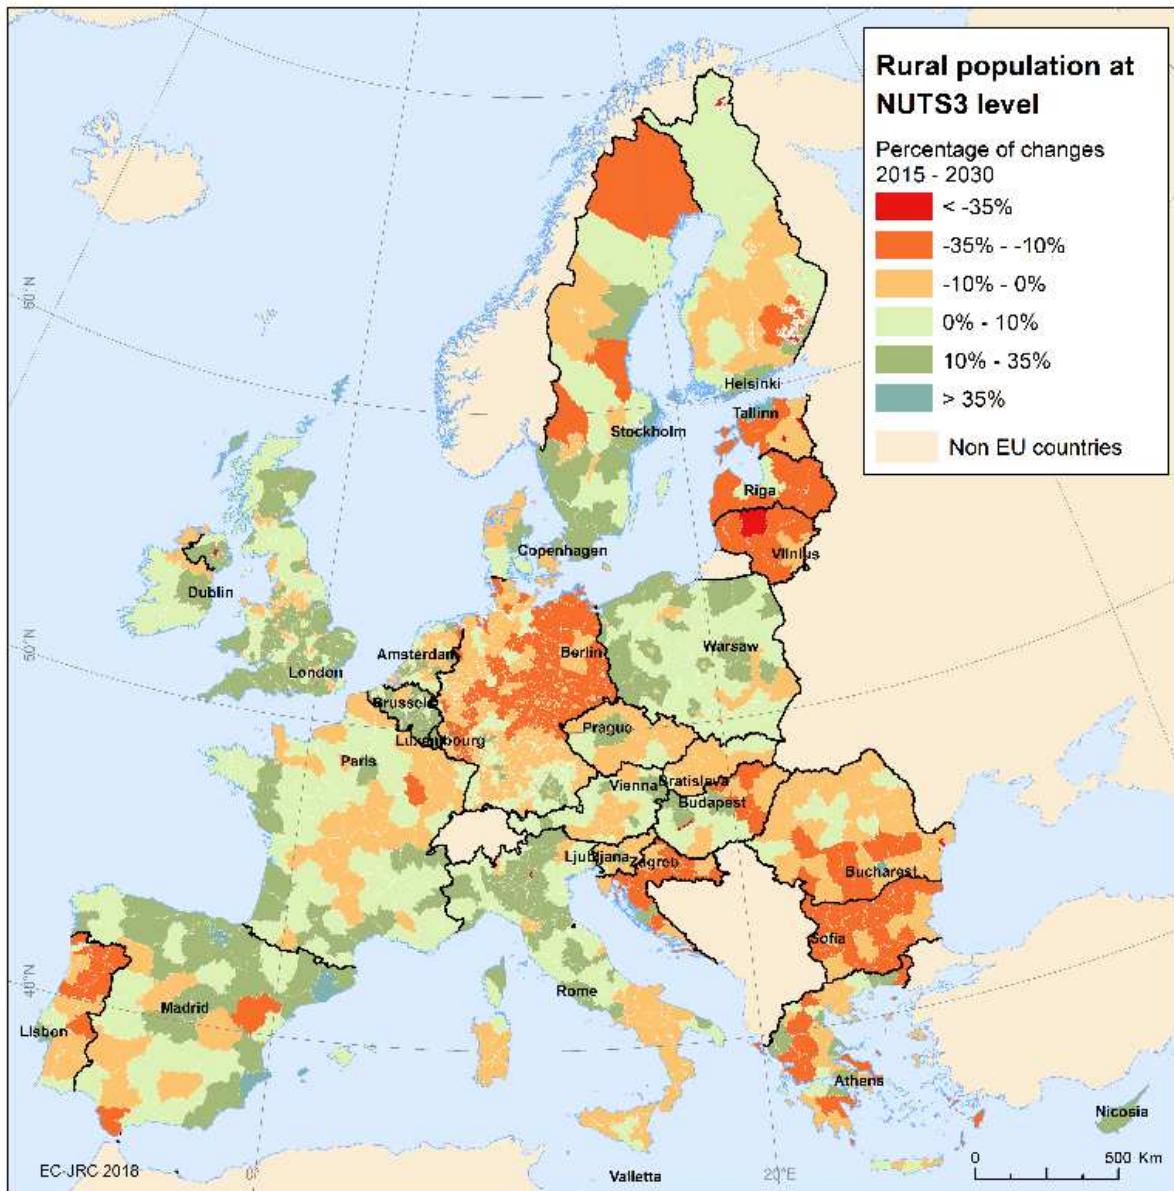 Rural population at
NUTS3 level
Percentage of changes
2015 - 2030
< -35%
-35% - -10%
-10% - 0%
0% - 10%
10% - 35%
> 35%
Non EU countries
60°N
50°N
40°N
Helsinki
Tallinn
Stockholm
Riga
Vilnius
Copenhagen
Dublin
London
Amsterdam
Berlin
Warsaw
Brussels
Luxembourg
Prague
Paris
Vienna
Bratislava
Budapest
Ljubljana
Zagreb
Bucharest
Sofia
Rome
Madrid
Lisbon
Athens
Nicosia
Valletta
EC-JRC 2018
0°
20°E
0
500 Km